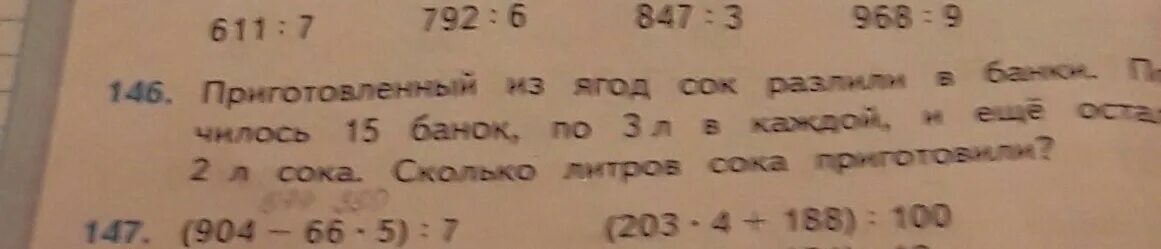 611 : 7 792 : 6 847 : 3 968 : 9
146. Приготовленный из ягод сок разлили в банки.
чилось 15 банок, по 3 л в каждой, и ещё оста
2 л сока. Сколько литров сока приготовили?
147. (904 − 66 · 5) : 7 (203 · 4 + 188) : 100